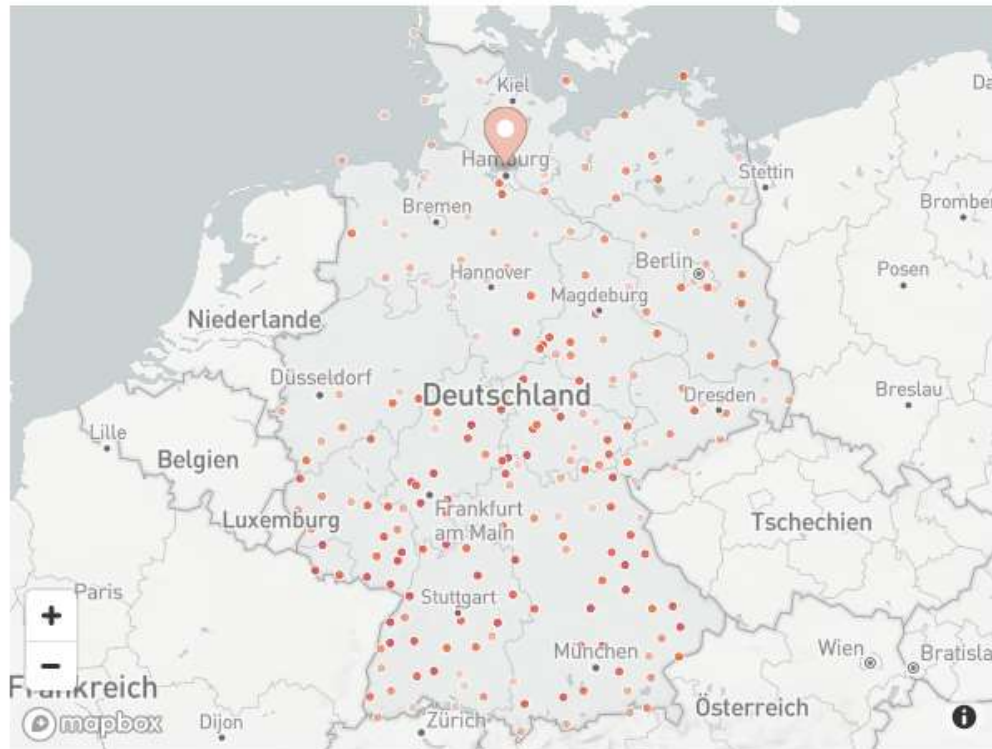 Kiel
Da
Hamburg
Stettin
Bremen
Bromber
Berlin
Hannover
Posen
Magdeburg
Niederlande
Düsseldorf
Deutschland
Dresden
Breslau
Lille
Belgien
Luxemburg
Frankfurt
am Main
Tschechien
Paris
Stuttgart
+
−
München
Wien
Bratisla
Frankreich
Österreich
mapbox
Dijon
Zürich
i